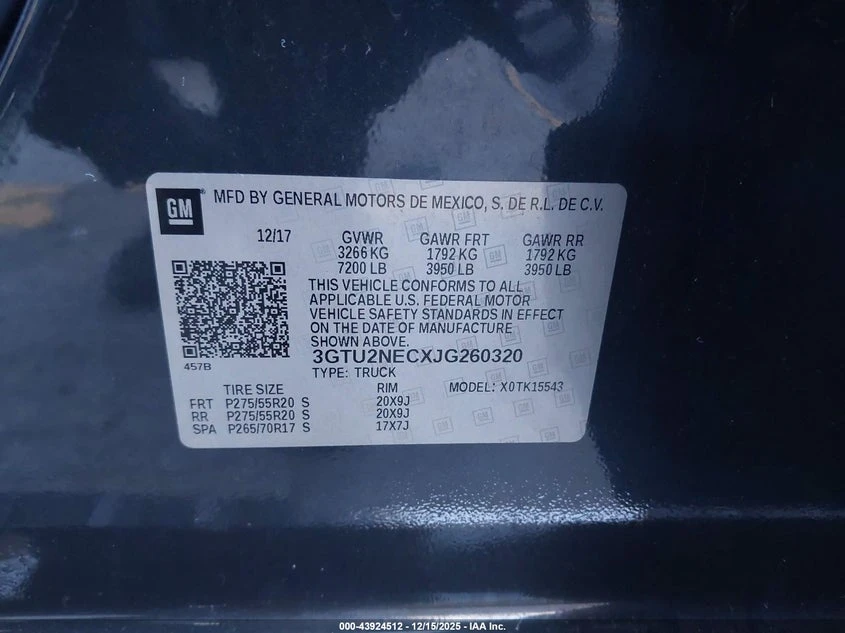 GM
MFD BY GENERAL MOTORS DE MEXICO, S. DE R.L. DE C.V.
12/17 GVWR GAWR FRT GAWR RR
3266 KG 1792 KG 1792 KG
7200 LB 3950 LB 3950 LB
THIS VEHICLE CONFORMS TO ALL
APPLICABLE U.S. FEDERAL MOTOR
VEHICLE SAFETY STANDARDS IN EFFECT
ON THE DATE OF MANUFACTURE
SHOWN ABOVE.
3GTU2NECXJG260320
457B
TYPE: TRUCK MODEL: X0TK15543
TIRE SIZE RIM
FRT P275/55R20 S 20X9J
RR P275/55R20 S 20X9J
SPA P265/70R17 S 17X7J
000-43924512 - 12/15/2025 - IAA Inc.